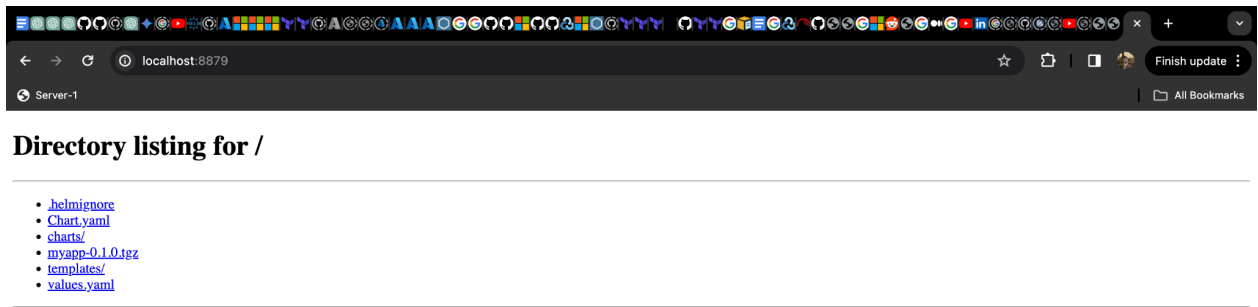 localhost:8879
Finish update
Server-1
All Bookmarks
Directory listing for /
.helmignore
Chart.yaml
charts/
myapp-0.1.0.tgz
templates/
values.yaml